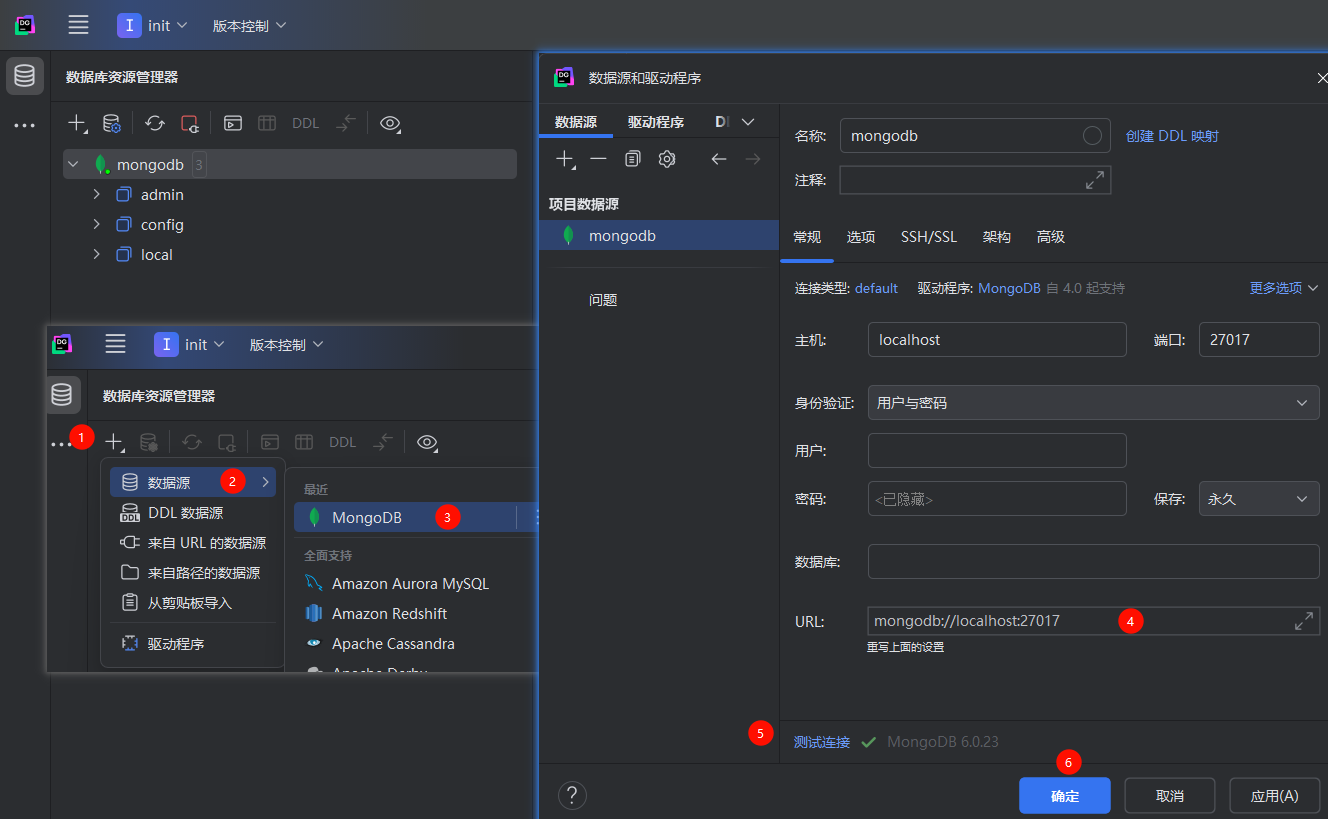 DG
I init 版本控制
数据库资源管理器
DDL
mongodb 3
admin
config
local
DG
I init 版本控制
数据库资源管理器
1
DDL
数据源 2
DDL 数据源
来自 URL 的数据源
来自路径的数据源
从剪贴板导入
驱动程序
最近
MongoDB 3
全面支持
Amazon Aurora MySQL
Amazon Redshift
Apache Cassandra
Apache Derby
DG 数据源和驱动程序
数据源 驱动程序
项目数据源
mongodb
问题
名称: mongodb 创建 DDL 映射
注释:
常规 选项 SSH/SSL 架构 高级
连接类型: default 驱动程序: MongoDB 自 4.0 起支持 更多选项
主机: localhost 端口: 27017
身份验证: 用户与密码
用户:
密码: <已隐藏> 保存: 永久
数据库:
URL: mongodb://localhost:27017 4
重写上面的设置
5 测试连接 MongoDB 6.0.23
6
? 确定 取消 应用(A)